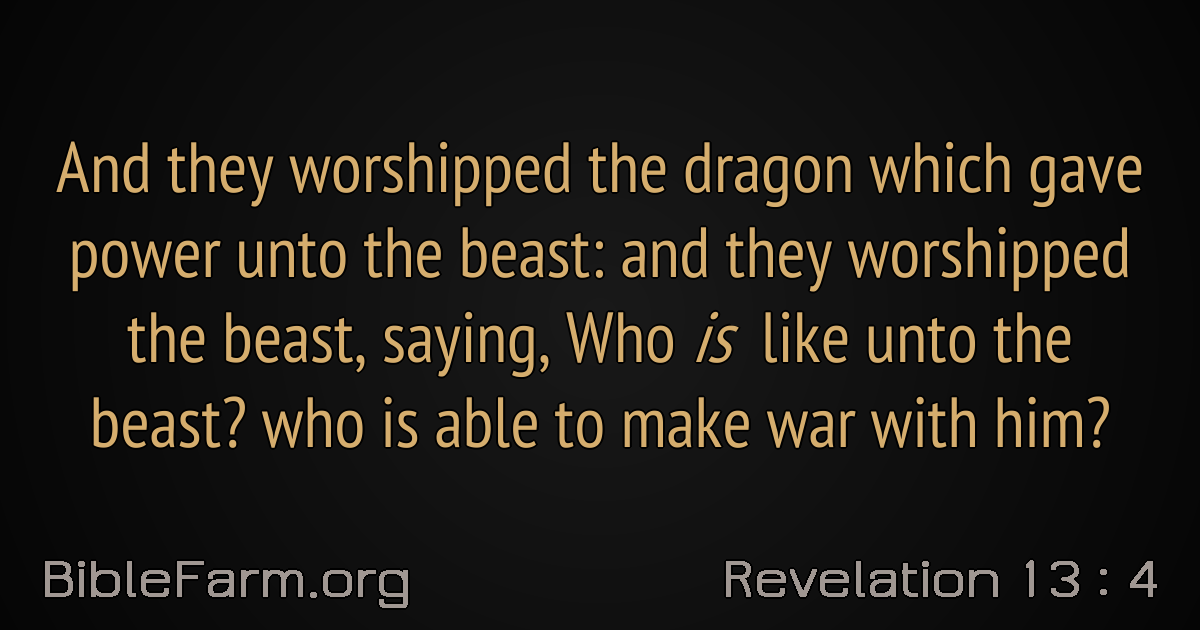 And they worshipped the dragon which gave
power unto the beast: and they worshipped
the beast, saying, Who is like unto the
beast? who is able to make war with him?
BibleFarm.org
Revelation 13 : 4